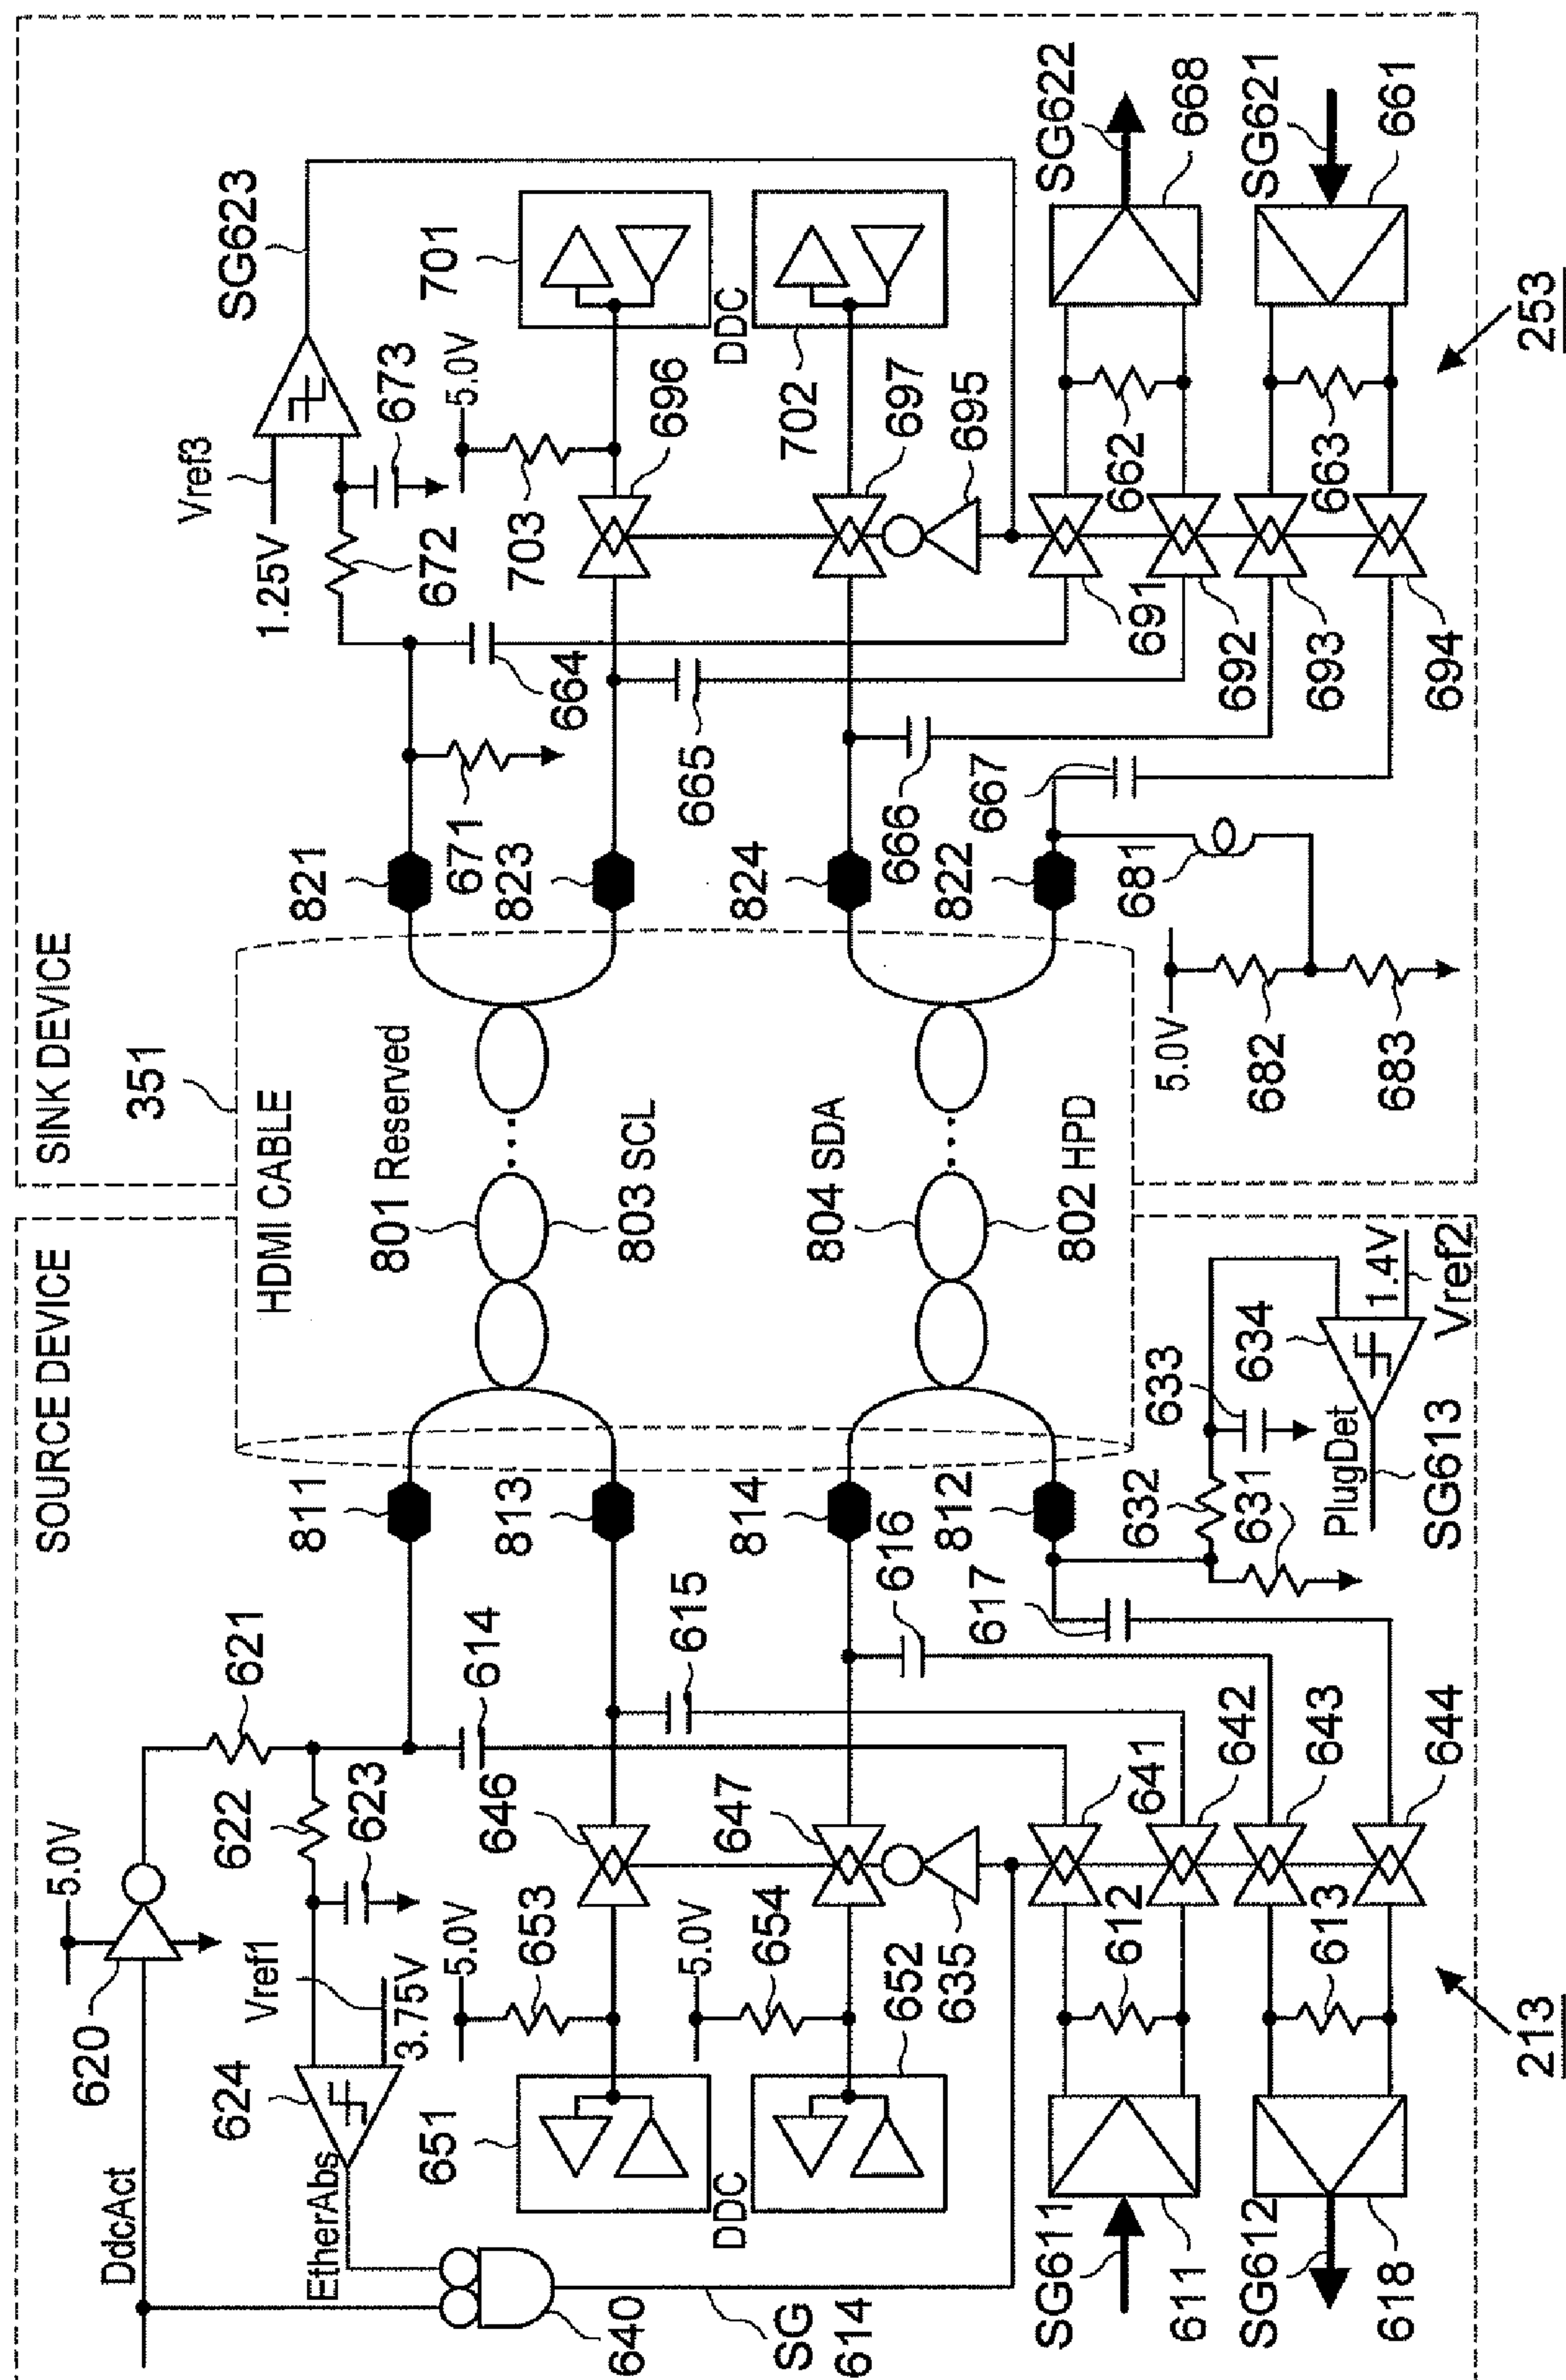 SOURCE DEVICE
SINK DEVICE
HDMI CABLE
351
DdcAct
5.0V
620
621
622
623
Vref1
3.75V
624
EtherAbs
640
SG
614
811
614
813
615
814
616
812
617
646
647
5.0V
653
5.0V
654
651
DDC
652
635
641
642
643
644
612
613
SG611
611
SG612
618
213
632
631
633
634
1.4V
Vref2
PlugDet
SG613
801 Reserved
803 SCL
804 SDA
802 HPD
821
671
823
824
822
664
665
666
667
681
5.0V
682
683
Vref3
1.25V
672
673
SG623
5.0V
703
701
DDC
702
696
697
695
691
692
693
694
662
663
SG622
668
SG621
661
253